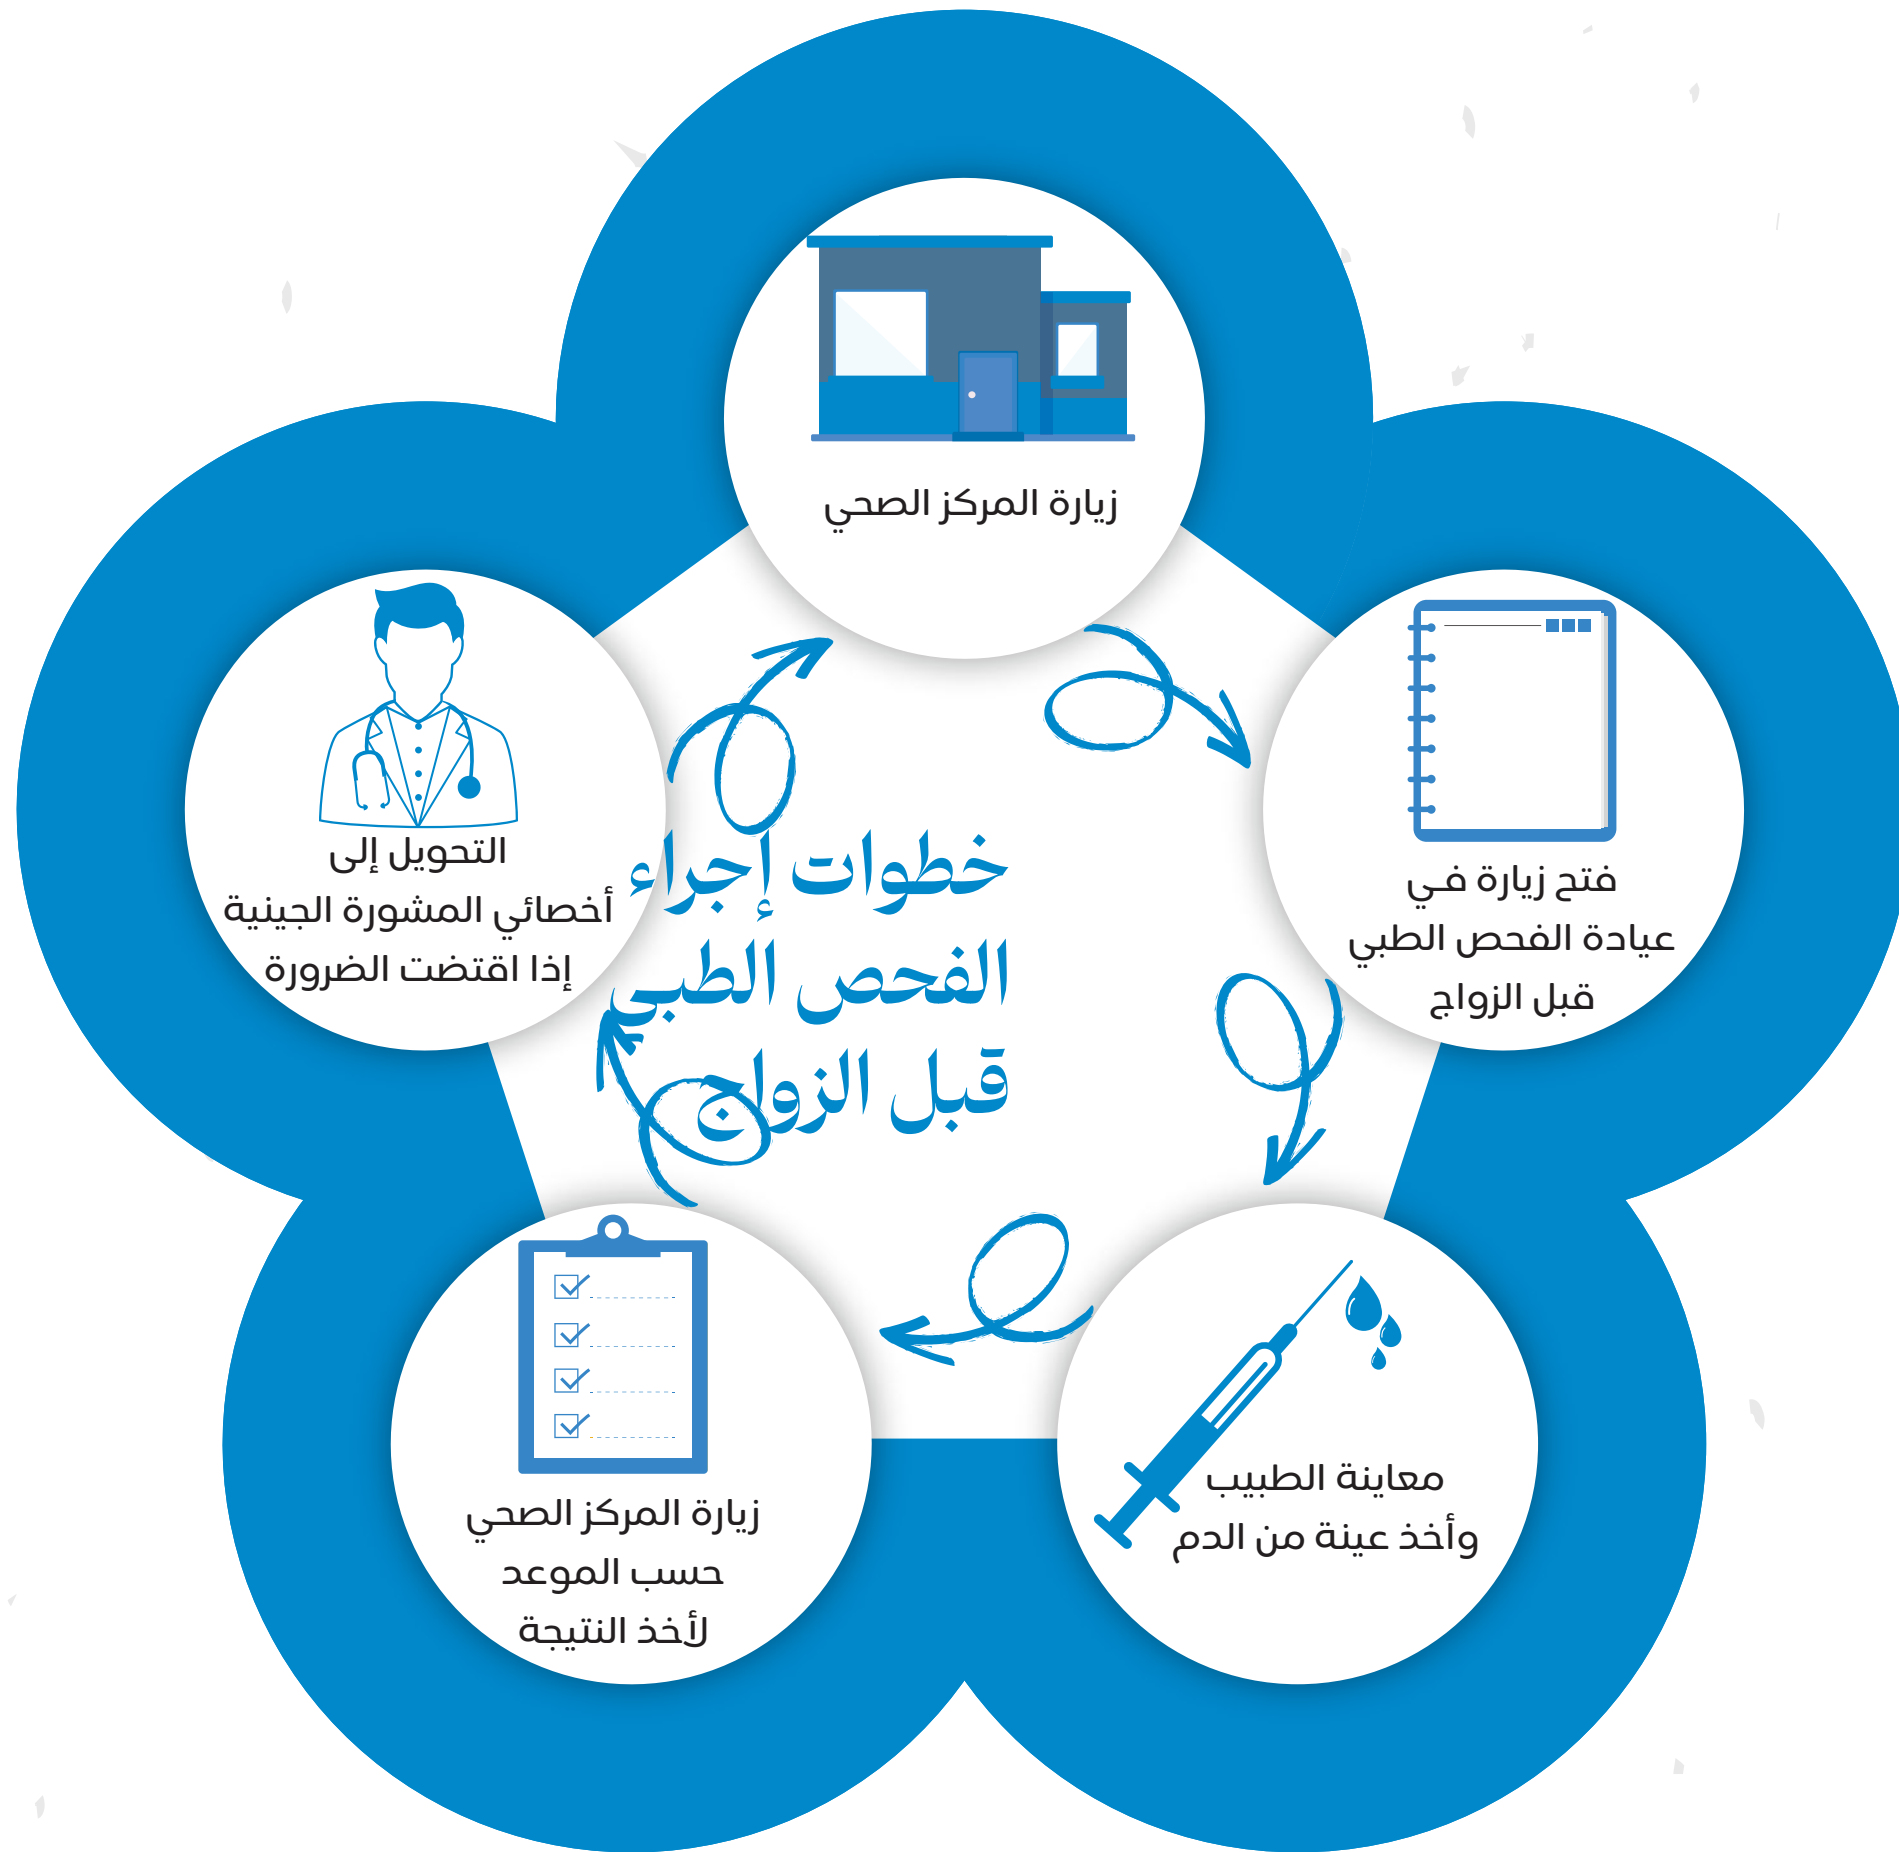 زيارة المركز الصحي
فتح زيارة في
عيادة الفحص الطبي
قبل الزواج
معاينة الطبيب
وأخذ عينة من الدم
زيارة المركز الصحي
حسب الموعد
لأخذ النتيجة
التحويل إلى
أخصائي المشورة الجينية
إذا اقتضت الضرورة
خطوات إجراء
الفحص الطبي
قبل الزواج